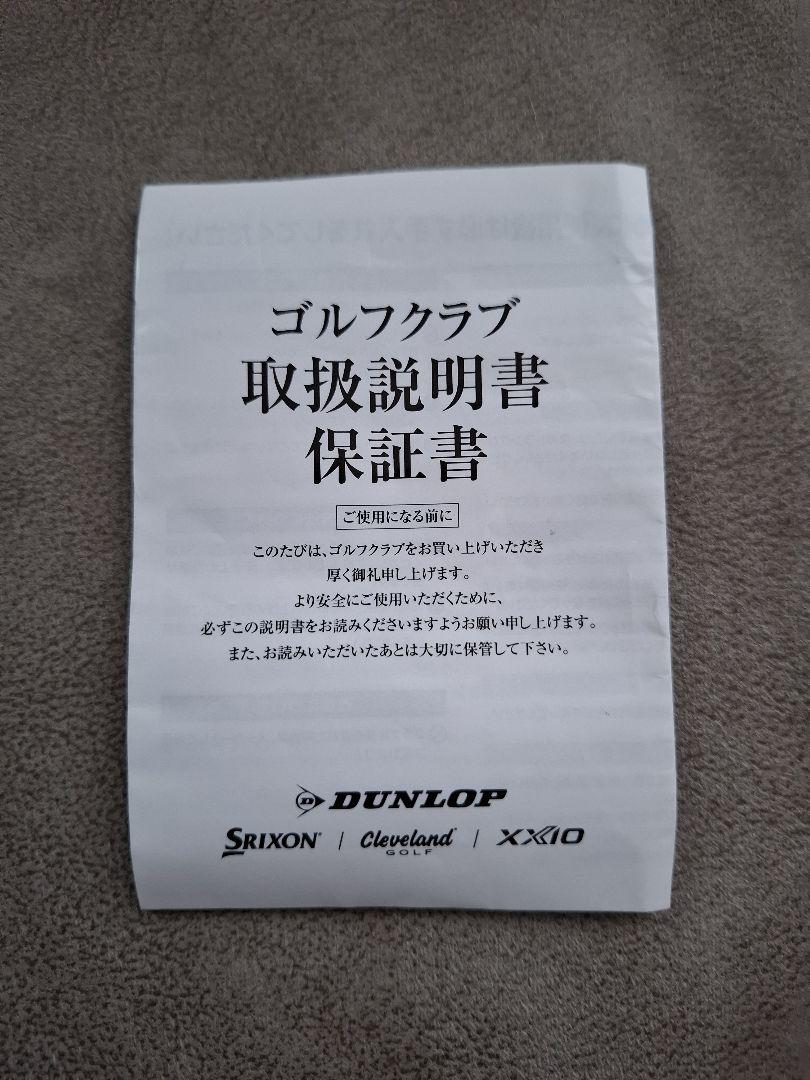 ゴルフクラブ
取扱説明書
保証書
ご使用になる前に
このたびは、ゴルフクラブをお買い上げいただき
厚く御礼申し上げます。
より安全にご使用いただくために、
必ずこの説明書をお読みくださいますようお願い申し上げます。
また、お読みいただいたあとは大切に保管して下さい。
DUNLOP
SRIXON | Cleveland GOLF | XXIO